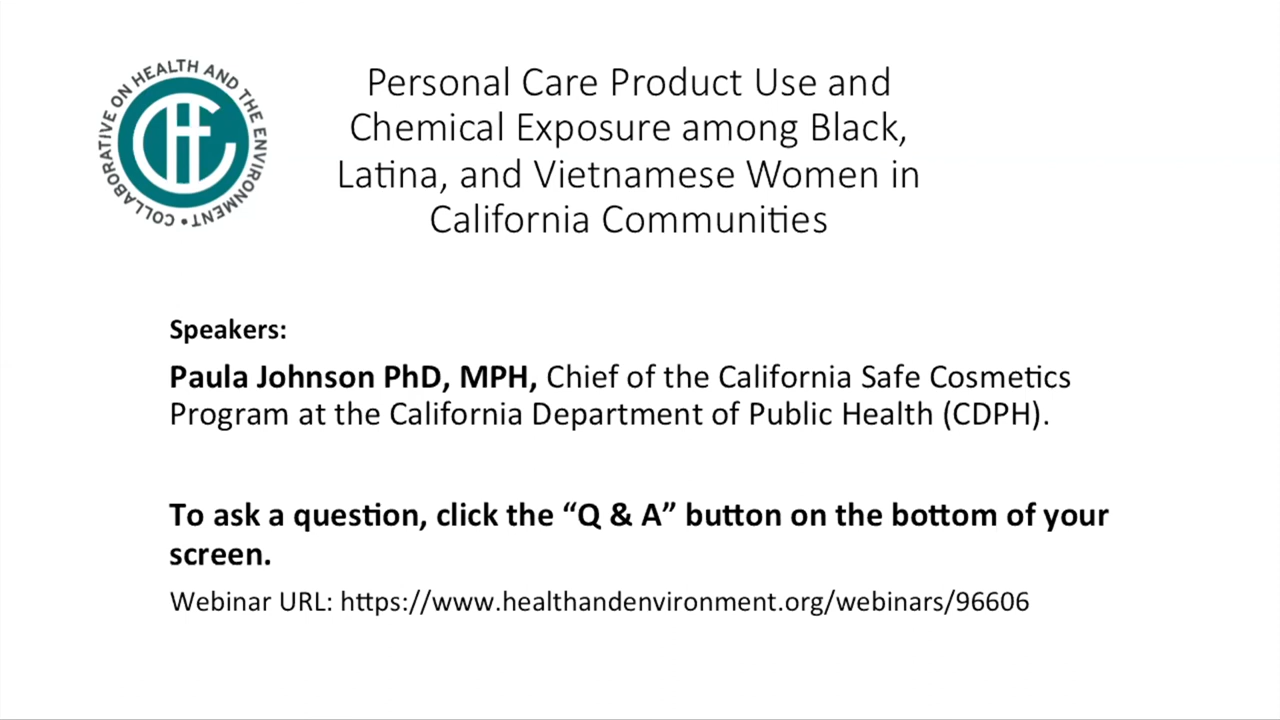 COLLABORATIVE ON HEALTH AND THE ENVIRONMENT •
CHE
Personal Care Product Use and
Chemical Exposure among Black,
Latina, and Vietnamese Women in
California Communities
Speakers:
Paula Johnson PhD, MPH, Chief of the California Safe Cosmetics
Program at the California Department of Public Health (CDPH).
To ask a question, click the “Q & A” button on the bottom of your
screen.
Webinar URL: https://www.healthandenvironment.org/webinars/96606